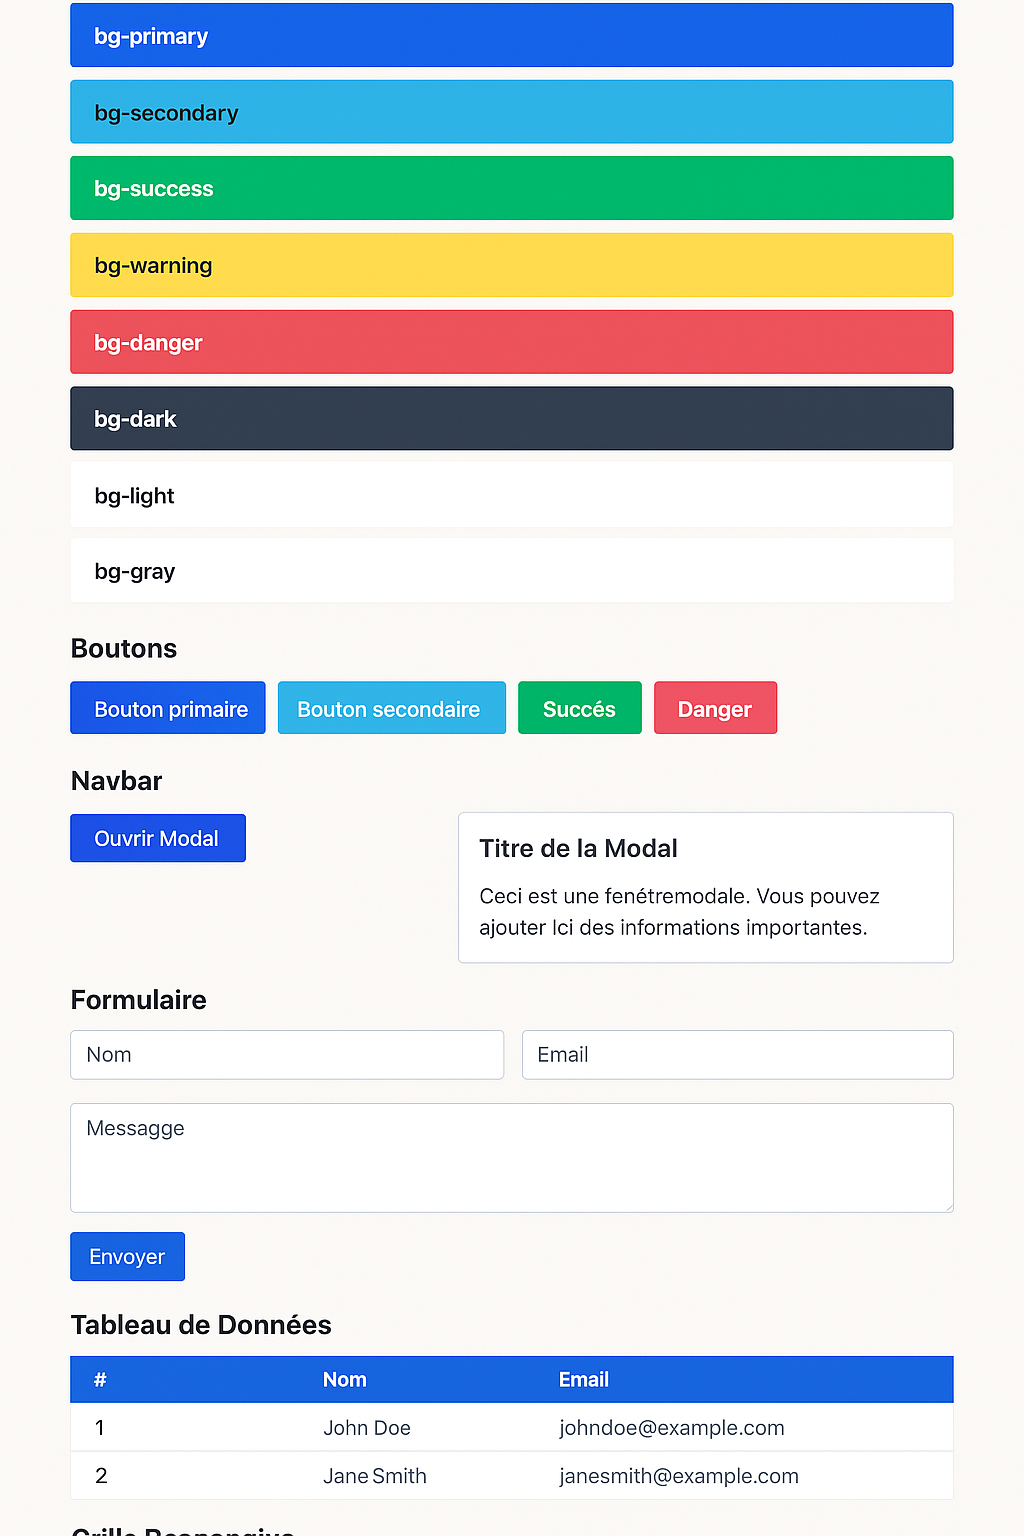 bg-primary
bg-secondary
bg-success
bg-warning
bg-danger
bg-dark
bg-light
bg-gray
Boutons
Bouton primaire Bouton secondaire Succés Danger
Navbar
Ouvrir Modal
Titre de la Modal
Ceci est une fenétremodale. Vous pouvez
ajouter Ici des informations importantes.
Formulaire
Nom Email
Messagge
Envoyer
Tableau de Données
# Nom Email
1 John Doe johndoe@example.com
2 Jane Smith janesmith@example.com
Grille Responsive